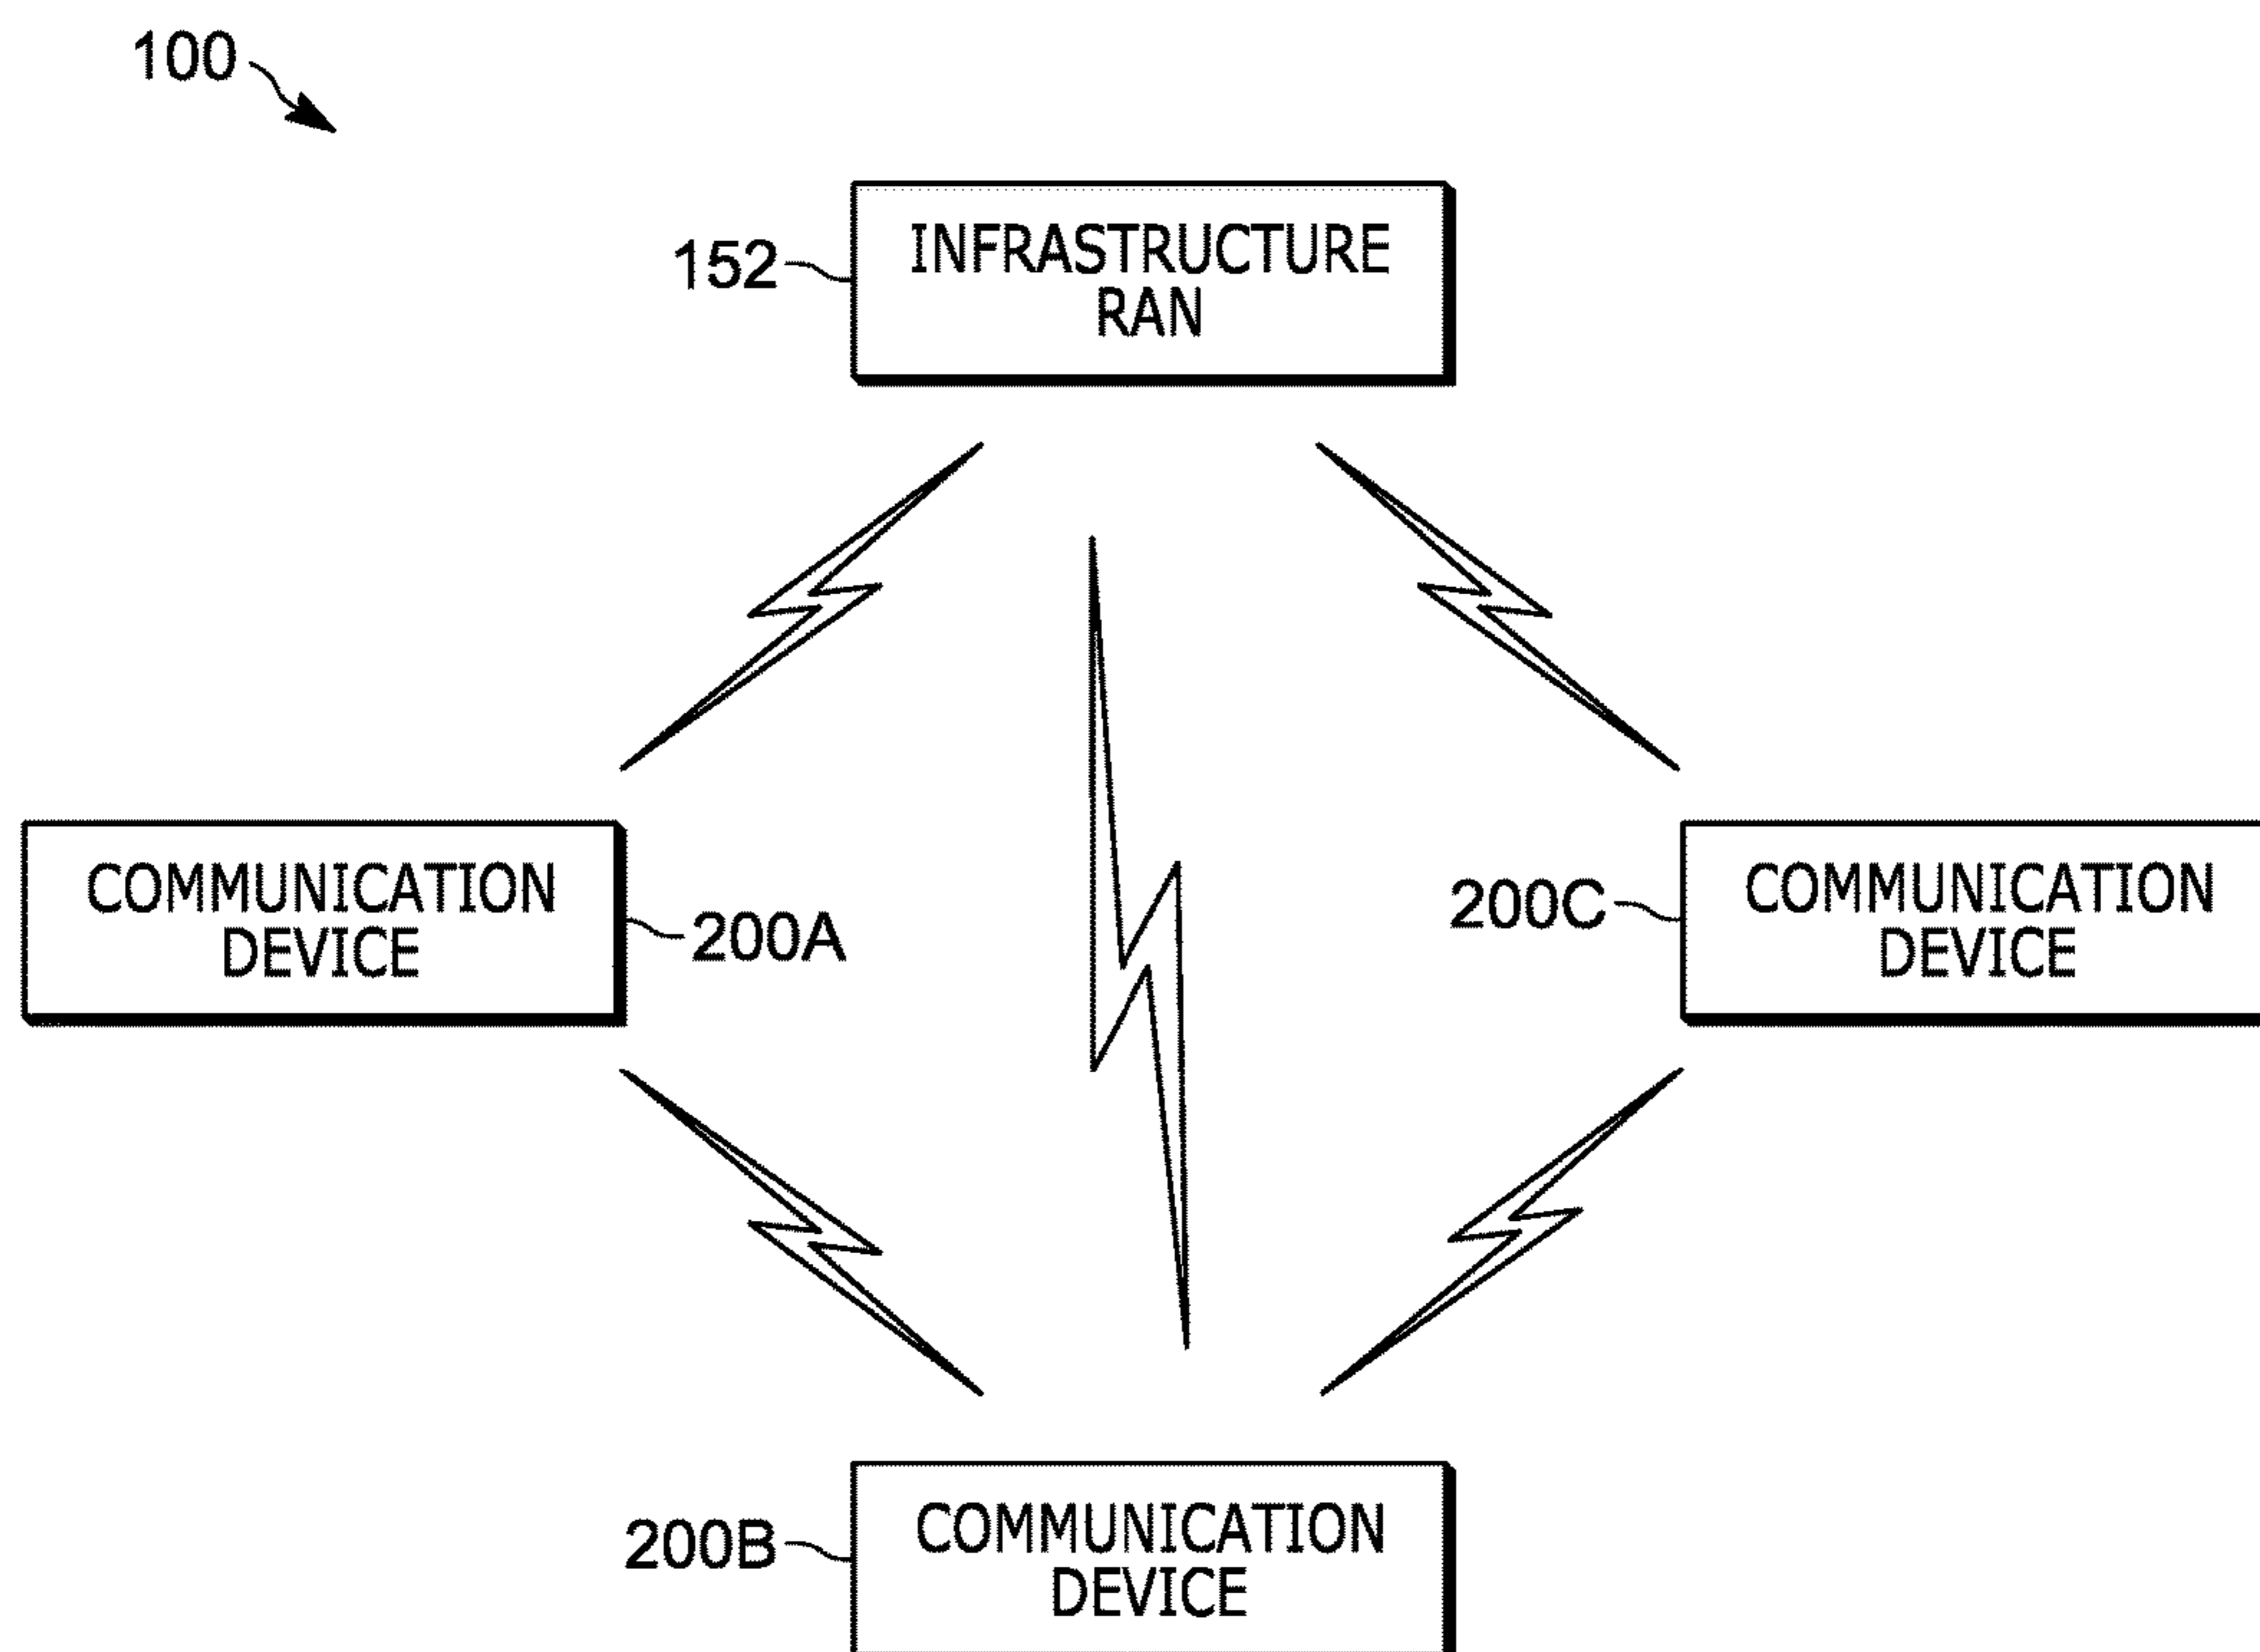 100
152
INFRASTRUCTURE
RAN
COMMUNICATION
DEVICE
200A
200C
COMMUNICATION
DEVICE
200B
COMMUNICATION
DEVICE